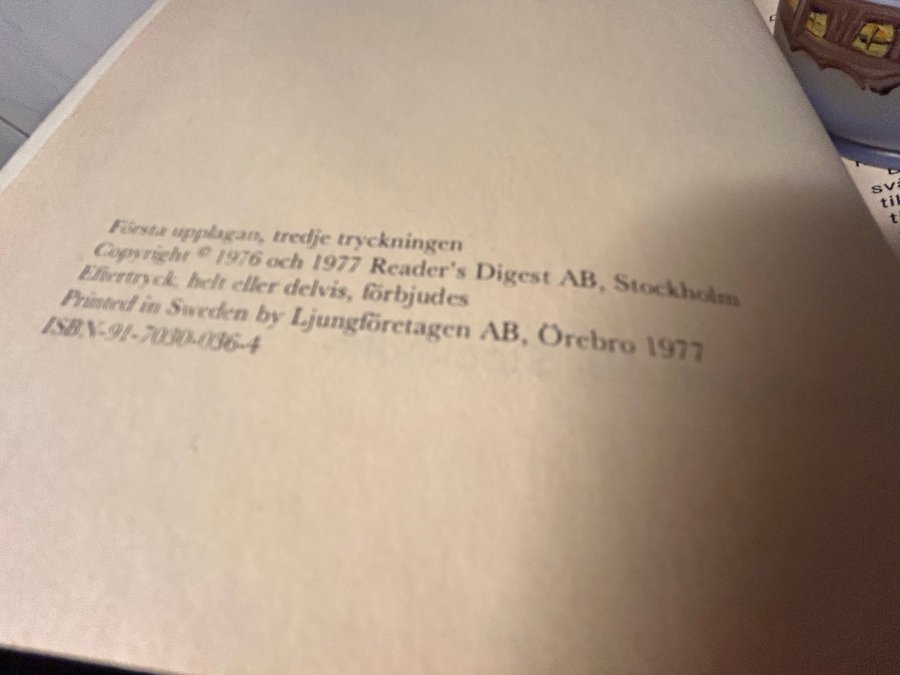 Första upplagan, tredje tryckningen
Copyright © 1976 och 1977 Reader's Digest AB, Stockholm
Eftertryck, helt eller delvis, förbjudes
Printed in Sweden by Ljungföretagen AB, Örebro 1977
ISBN-91-7030-036-4